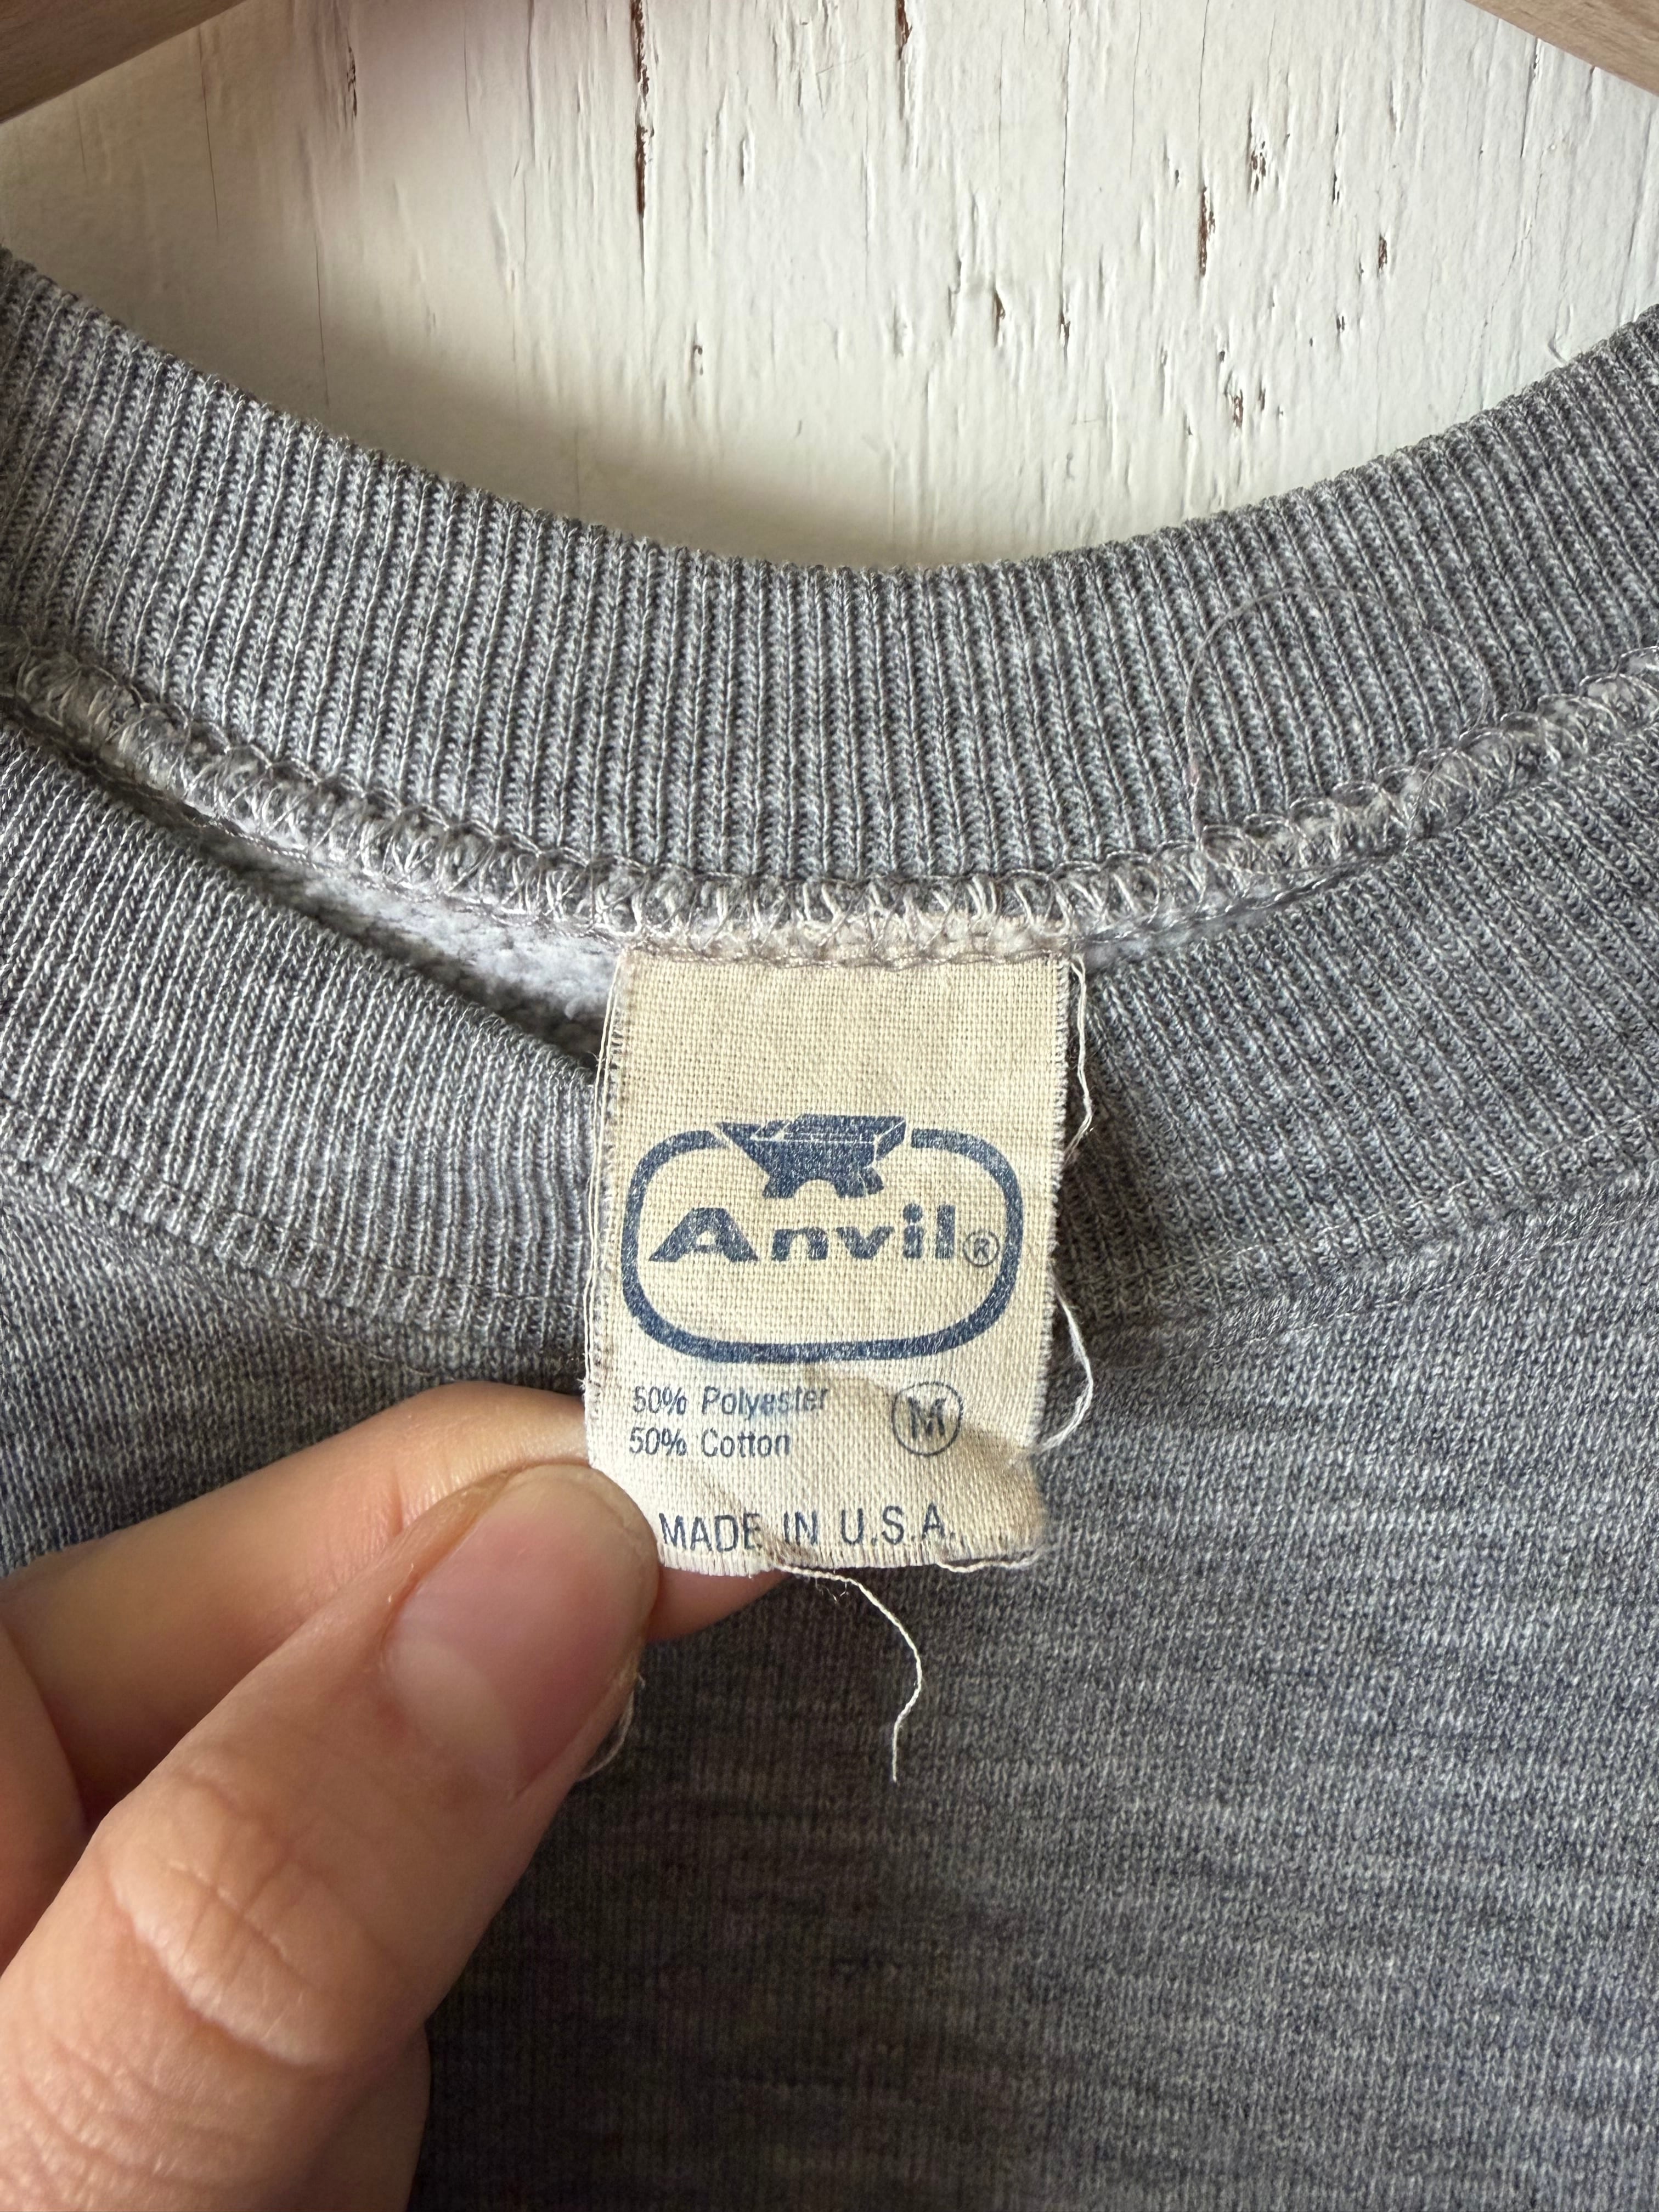 Anvil®
50% Polyester
50% Cotton
M
MADE IN U.S.A.